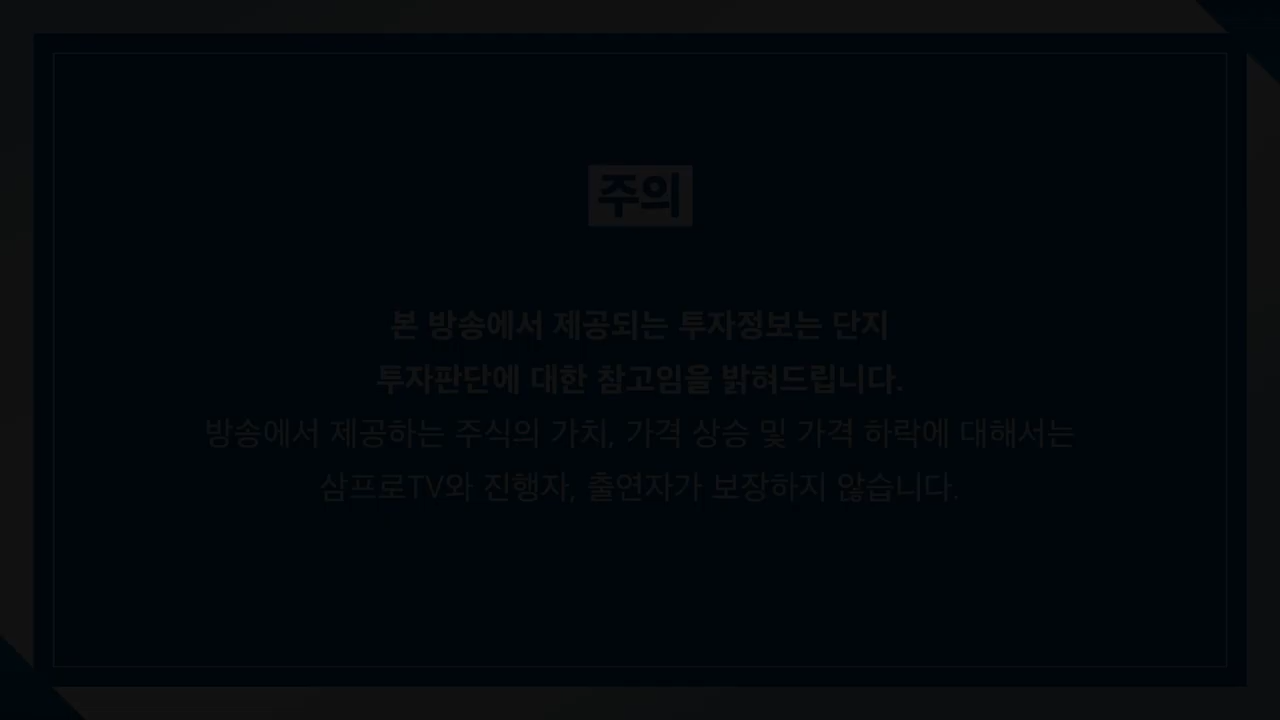 주의
본 방송에서 제공되는 투자정보는 단지
투자판단에 대한 참고임을 밝혀드립니다.
방송에서 제공하는 주식의 가치, 가격 상승 및 가격 하락에 대해서는
삼프로TV와 진행자, 출연자가 보장하지 않습니다.